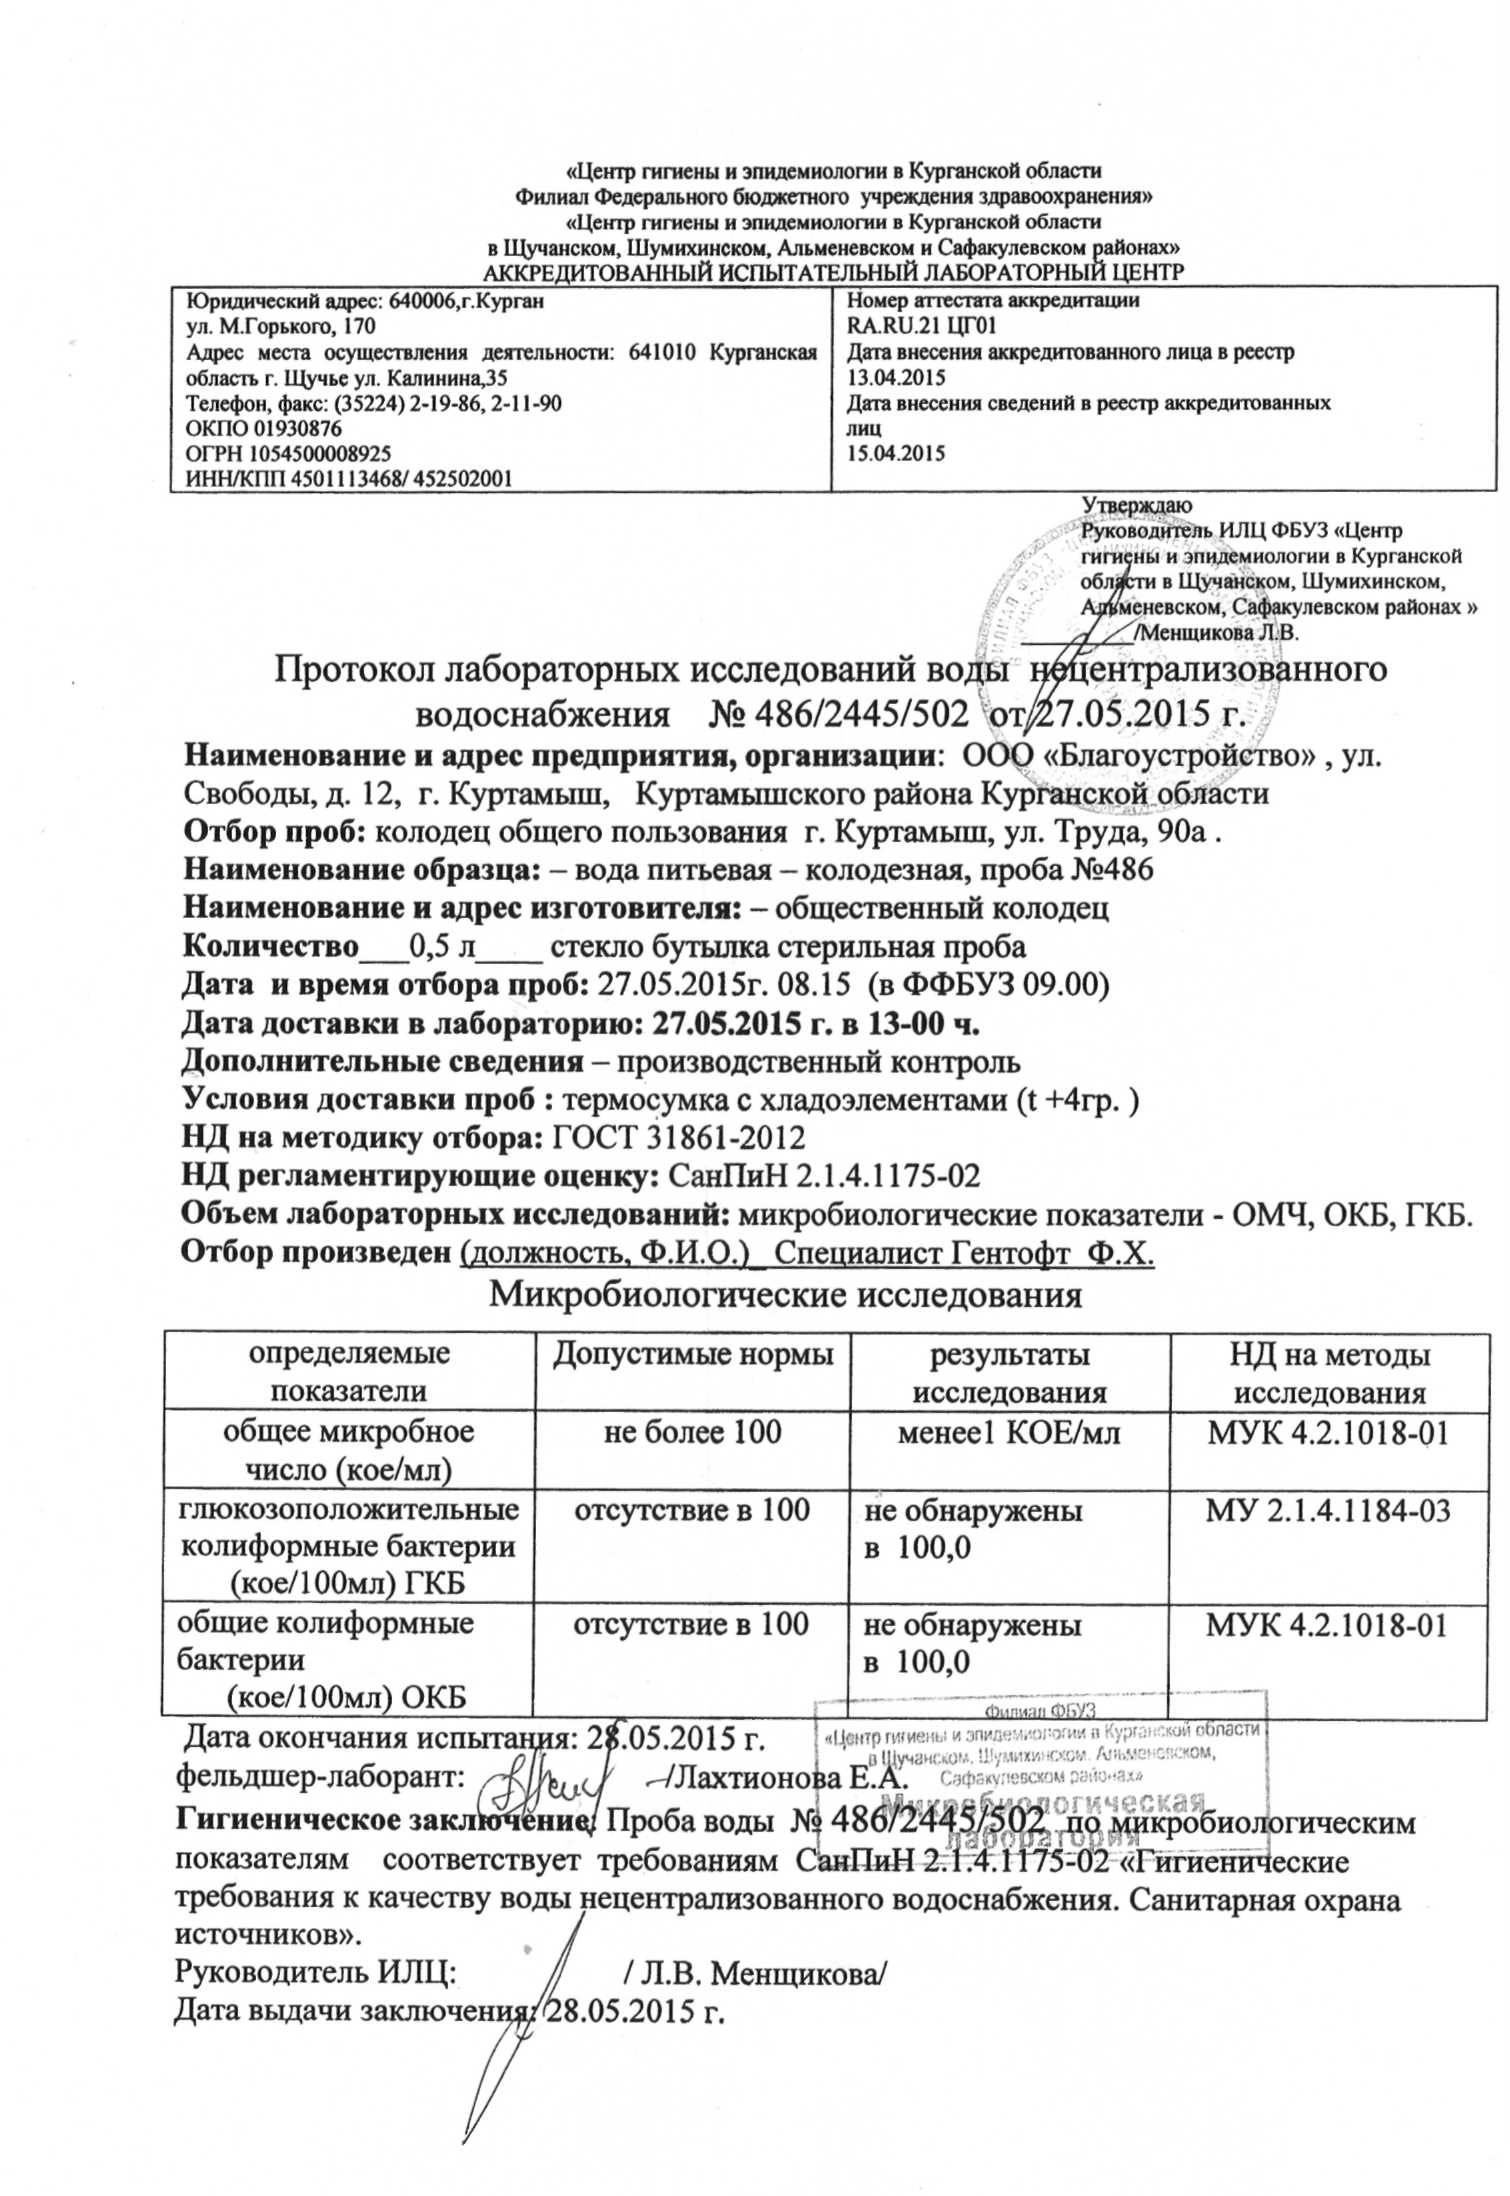 «Центр гигиены и эпидемиологии в Курганской области
Филиал Федерального бюджетного учреждения здравоохранения»
«Центр гигиены и эпидемиологии в Курганской области
в Щучанском, Шумихинском, Альменевском и Сафакулевском районах»
АККРЕДИТОВАННЫЙ ИСПЫТАТЕЛЬНЫЙ ЛАБОРАТОРНЫЙ ЦЕНТР
Юридический адрес: 640006,г.Курган
ул. М.Горького, 170
Адрес места осуществления деятельности: 641010 Курганская
область г. Щучье ул. Калинина,35
Телефон, факс: (35224) 2-19-86, 2-11-90
ОКПО 01930876
ОГРН 1054500008925
ИНН/КПП 4501113468/ 452502001
Номер аттестата аккредитации
RA.RU.21 ЦГ01
Дата внесения аккредитованного лица в реестр
13.04.2015
Дата внесения сведений в реестр аккредитованных
лиц
15.04.2015
Утверждаю
Руководитель ИЛЦ ФБУЗ «Центр
гигиены и эпидемиологии в Курганской
области в Щучанском, Шумихинском,
Альменевском, Сафакулевском районах »
/Менщикова Л.В.
Протокол лабораторных исследований воды нецентрализованного
водоснабжения № 486/2445/502 от 27.05.2015 г.
Наименование и адрес предприятия, организации: ООО «Благоустройство» , ул.
Свободы, д. 12, г. Куртамыш, Куртамышского района Курганской области
Отбор проб: колодец общего пользования г. Куртамыш, ул. Труда, 90а .
Наименование образца: – вода питьевая – колодезная, проба №486
Наименование и адрес изготовителя: – общественный колодец
Количество___0,5 л____ стекло бутылка стерильная проба
Дата и время отбора проб: 27.05.2015г. 08.15 (в ФФБУЗ 09.00)
Дата доставки в лабораторию: 27.05.2015 г. в 13-00 ч.
Дополнительные сведения – производственный контроль
Условия доставки проб : термосумка с хладоэлементами (t +4гр. )
НД на методику отбора: ГОСТ 31861-2012
НД регламентирующие оценку: СанПиН 2.1.4.1175-02
Объем лабораторных исследований: микробиологические показатели - ОМЧ, ОКБ, ГКБ.
Отбор произведен (должность, Ф.И.О.)_ Специалист Гентофт Ф.Х.
Микробиологические исследования
определяемые
показатели
Допустимые нормы
результаты
исследования
НД на методы
исследования
общее микробное
число (кое/мл)
не более 100
менее1 КОЕ/мл
МУК 4.2.1018-01
глюкозоположительные
колиформные бактерии
(кое/100мл) ГКБ
отсутствие в 100
не обнаружены
в 100,0
МУ 2.1.4.1184-03
общие колиформные
бактерии
(кое/100мл) ОКБ
отсутствие в 100
не обнаружены
в 100,0
МУК 4.2.1018-01
Филиал ФБУЗ
«Центр гигиены и эпидемиологии в Курганской области
в Щучанском, Шумихинском, Альменевском,
Сафакулевском районах»
Микробиологическая
лаборатория
Дата окончания испытания: 28.05.2015 г.
фельдшер-лаборант: /Лахтионова Е.А.
Гигиеническое заключение: Проба воды № 486/2445/502 по микробиологическим
показателям соответствует требованиям СанПиН 2.1.4.1175-02 «Гигиенические
требования к качеству воды нецентрализованного водоснабжения. Санитарная охрана
источников».
Руководитель ИЛЦ: / Л.В. Менщикова/
Дата выдачи заключения: 28.05.2015 г.